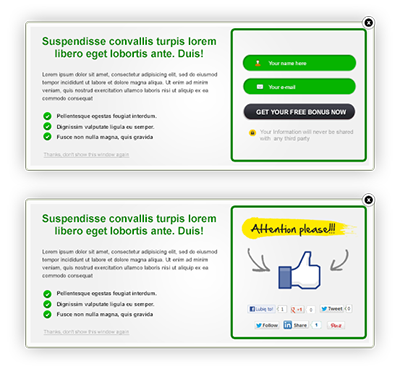 Suspendisse convallis turpis lorem
libero eget lobortis ante. Duis!
Lorem ipsum dolor sit amet, consectetur adipisicing elit, sed do eiusmod
tempor incididunt ut labore et dolore magna aliqua. Ut enim ad minim
veniam, quis nostrud exercitation ullamco laboris nisi ut aliquip ex ea
commodo consequat
Pellentesque egestas feugiat interdum.
Dignissim vulputate ligula eu semper.
Fusce non nulla magna, quis gravida
Thanks, don't show this window again
X
Your name here
Your e-mail
GET YOUR FREE BONUS NOW
Your Information will never be shared
with any third party
Suspendisse convallis turpis lorem
libero eget lobortis ante. Duis!
Lorem ipsum dolor sit amet, consectetur adipisicing elit, sed do eiusmod
tempor incididunt ut labore et dolore magna aliqua. Ut enim ad minim
veniam, quis nostrud exercitation ullamco laboris nisi ut aliquip ex ea
commodo consequat
Pellentesque egestas feugiat interdum.
Dignissim vulputate ligula eu semper.
Fusce non nulla magna, quis gravida
Thanks, don't show this window again
X
Attention please!!!
Lubię to! 1 +1 0 Tweet 0
Follow in Share 1 Pin it